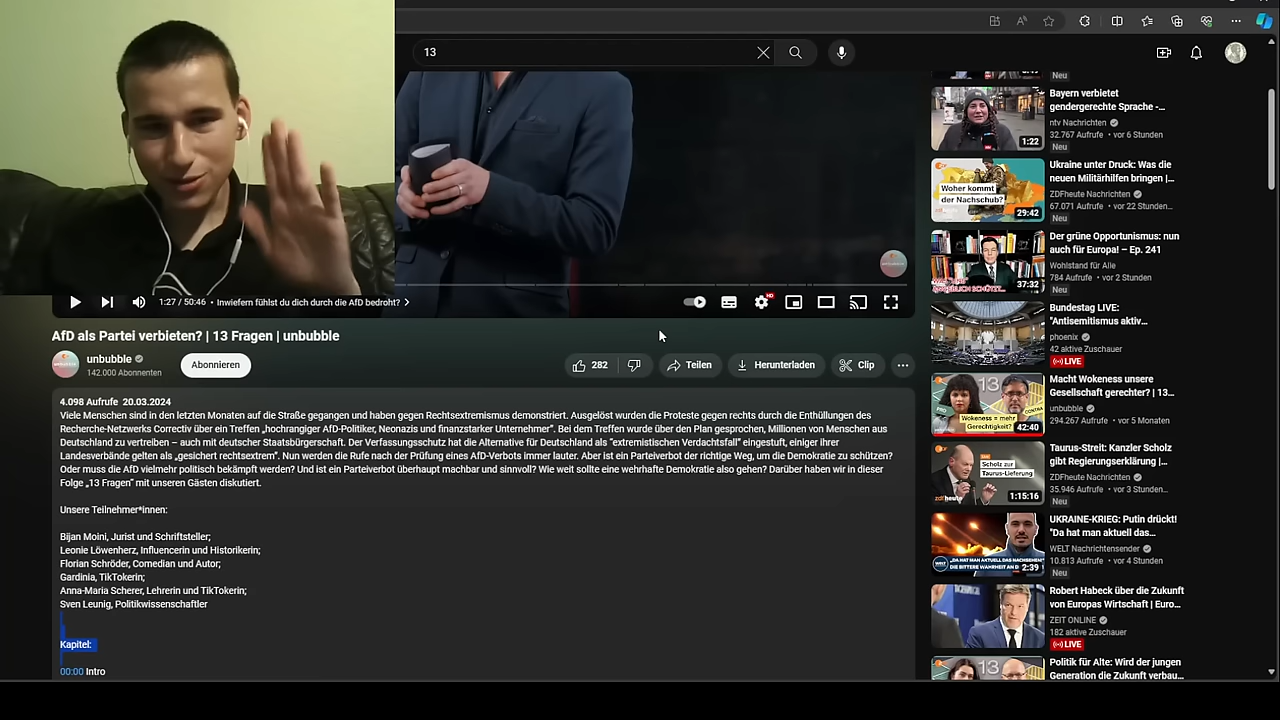 13
1:27 / 50:46 • Inwiefern fühlst du dich durch die AfD bedroht?
AfD als Partei verbieten? | 13 Fragen | unbubble
unbubble
142.000 Abonnenten
Abonnieren
282
Teilen
Herunterladen
Clip
4.098 Aufrufe 20.03.2024
Viele Menschen sind in den letzten Monaten auf die Straße gegangen und haben gegen Rechtsextremismus demonstriert. Ausgelöst wurden die Proteste gegen rechts durch die Enthüllungen des
Recherche-Netzwerks Correctiv über ein Treffen „hochrangiger AfD-Politiker, Neonazis und finanzstarker Unternehmer“. Bei dem Treffen wurde über den Plan gesprochen, Millionen von Menschen aus
Deutschland zu vertreiben – auch mit deutscher Staatsbürgerschaft. Der Verfassungsschutz hat die Alternative für Deutschland als “extremistischen Verdachtsfall” eingestuft, einiger ihrer
Landesverbände gelten als „gesichert rechtsextrem“. Nun werden die Rufe nach der Prüfung eines AfD-Verbots immer lauter. Aber ist ein Parteiverbot der richtige Weg, um die Demokratie zu schützen?
Oder muss die AfD vielmehr politisch bekämpft werden? Und ist ein Parteiverbot überhaupt machbar und sinnvoll? Wie weit sollte eine wehrhafte Demokratie also gehen? Darüber haben wir in dieser
Folge „13 Fragen“ mit unseren Gästen diskutiert.
Unsere Teilnehmer*innen:
Bijan Moini, Jurist und Schriftsteller;
Leonie Löwenherz, Influencerin und Historikerin;
Florian Schröder, Comedian und Autor;
Gardinia, TikTokerin;
Anna-Maria Scherer, Lehrerin und TikTokerin;
Sven Leunig, Politikwissenschaftler
Kapitel:
00:00 Intro
Neu
Bayern verbietet
gendergerechte Sprache -...
ntv Nachrichten
32.767 Aufrufe • vor 6 Stunden
Neu
1:22
Ukraine unter Druck: Was die
neuen Militärhilfen bringen |...
ZDFheute Nachrichten
67.071 Aufrufe • vor 22 Stunden...
Neu
Woher kommt
der Nachschub?
29:42
Der grüne Opportunismus: nun
auch für Europa! – Ep. 241
Wohlstand für Alle
784 Aufrufe • vor 2 Stunden
Neu
37:32
Bundestag LIVE:
"Antisemitismus aktiv...
phoenix
42 aktive Zuschauer
LIVE
Macht Wokeness unsere
Gesellschaft gerechter? | 13...
unbubble
294.267 Aufrufe • vor 5 Monaten
13
PRO
CONTRA
Wokeness = mehr
Gerechtigkeit?
42:40
Taurus-Streit: Kanzler Scholz
gibt Regierungserklärung |...
ZDFheute Nachrichten
35.946 Aufrufe • vor 3 Stunden...
Neu
Scholz zur
Taurus-Lieferung
zdfheute
1:15:16
UKRAINE-KRIEG: Putin drückt!
"Da hat man aktuell das...
WELT Nachrichtensender
10.813 Aufrufe • vor 4 Stunden
Neu
2:39
Robert Habeck über die Zukunft
von Europas Wirtschaft | Euro...
ZEIT ONLINE
182 aktive Zuschauer
LIVE
Politik für Alte: Wird der jungen
Generation die Zukunft verbau...
13